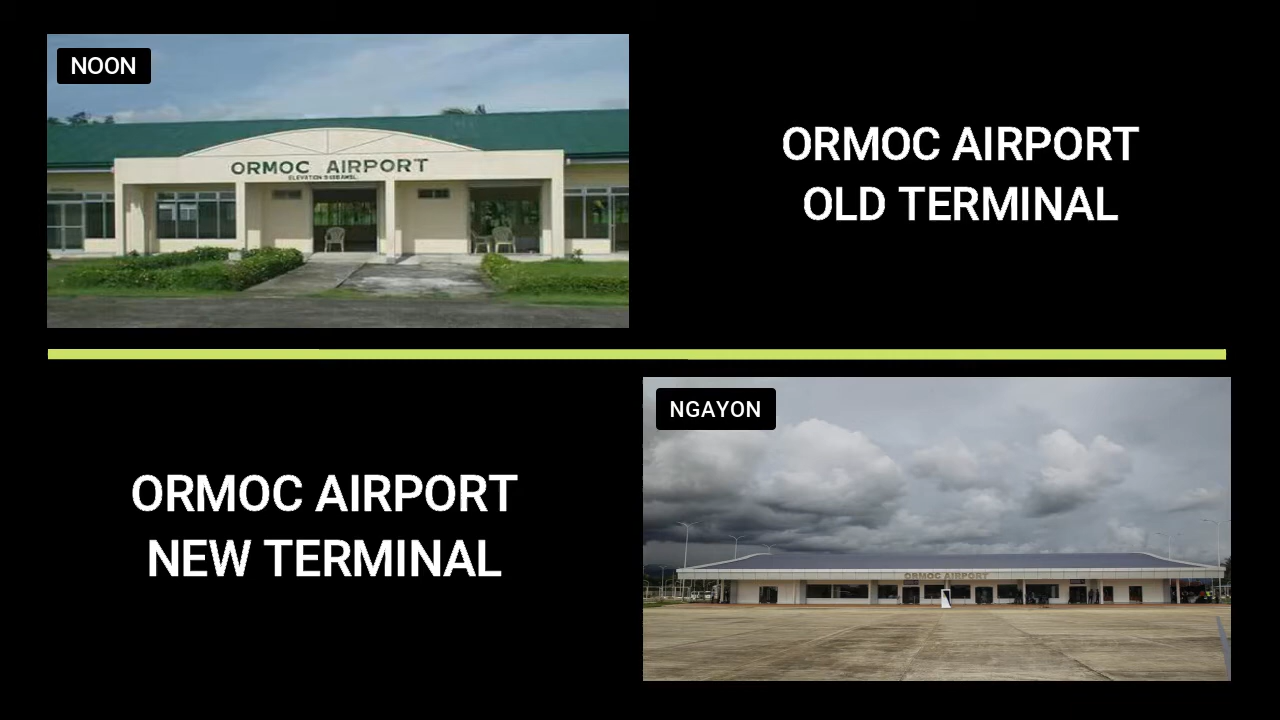 NOON
ORMOC AIRPORT
ORMOC AIRPORT
OLD TERMINAL
NGAYON
ORMOC AIRPORT
ORMOC AIRPORT
NEW TERMINAL